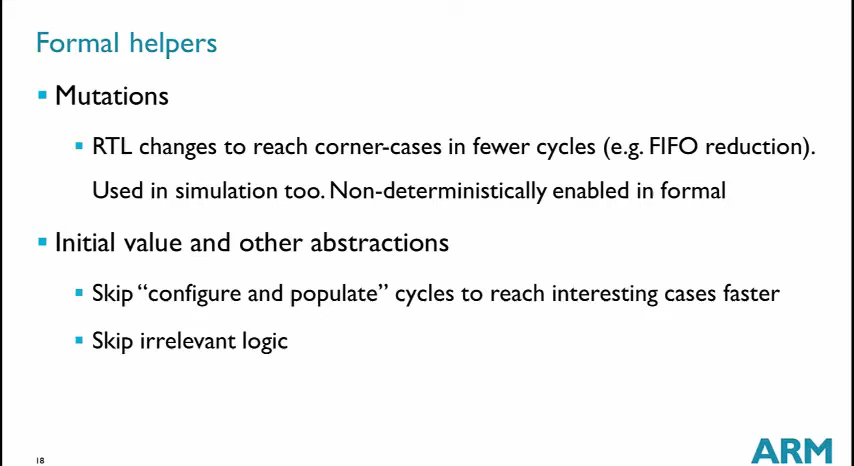 Formal helpers
Mutations
RTL changes to reach corner-cases in fewer cycles (e.g. FIFO reduction).
Used in simulation too. Non-deterministically enabled in formal
Initial value and other abstractions
Skip “configure and populate” cycles to reach interesting cases faster
Skip irrelevant logic
18
ARM